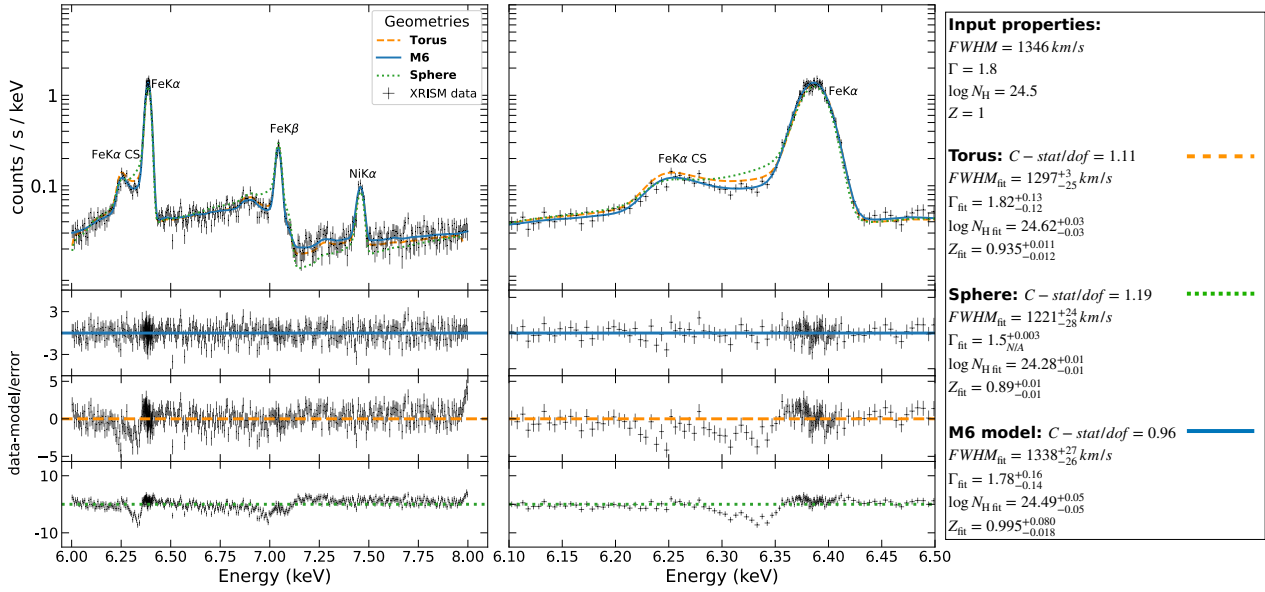 Geometries
Torus
M6
Sphere
XRISM data
FeKα
FeKβ
FeKα CS
NiKα
counts / s / keV
1
0.1
3
-3
5
0
−5
10
-10
data-model/error
6.00 6.25 6.50 6.75 7.00 7.25 7.50 7.75 8.00
Energy (keV)
FeKα
FeKα CS
6.10 6.15 6.20 6.25 6.30 6.35 6.40 6.45 6.50
Energy (keV)
Input properties:
FWHM = 1346 km/s
Γ = 1.8
log N_H = 24.5
Z = 1
Torus: C − stat/dof = 1.11
FWHM_fit = 1297^{+3}_{−25} km/s
Γ_fit = 1.82^{+0.13}_{−0.12}
log N_{H fit} = 24.62^{+0.03}_{−0.03}
Z_fit = 0.935^{+0.011}_{−0.012}
Sphere: C − stat/dof = 1.19
FWHM_fit = 1221^{+24}_{−28} km/s
Γ_fit = 1.5^{+0.003}_{N/A}
log N_{H fit} = 24.28^{+0.01}_{−0.01}
Z_fit = 0.89^{+0.01}_{−0.01}
M6 model: C − stat/dof = 0.96
FWHM_fit = 1338^{+27}_{−26} km/s
Γ_fit = 1.78^{+0.16}_{−0.14}
log N_{H fit} = 24.49^{+0.05}_{−0.05}
Z_fit = 0.995^{+0.080}_{−0.018}